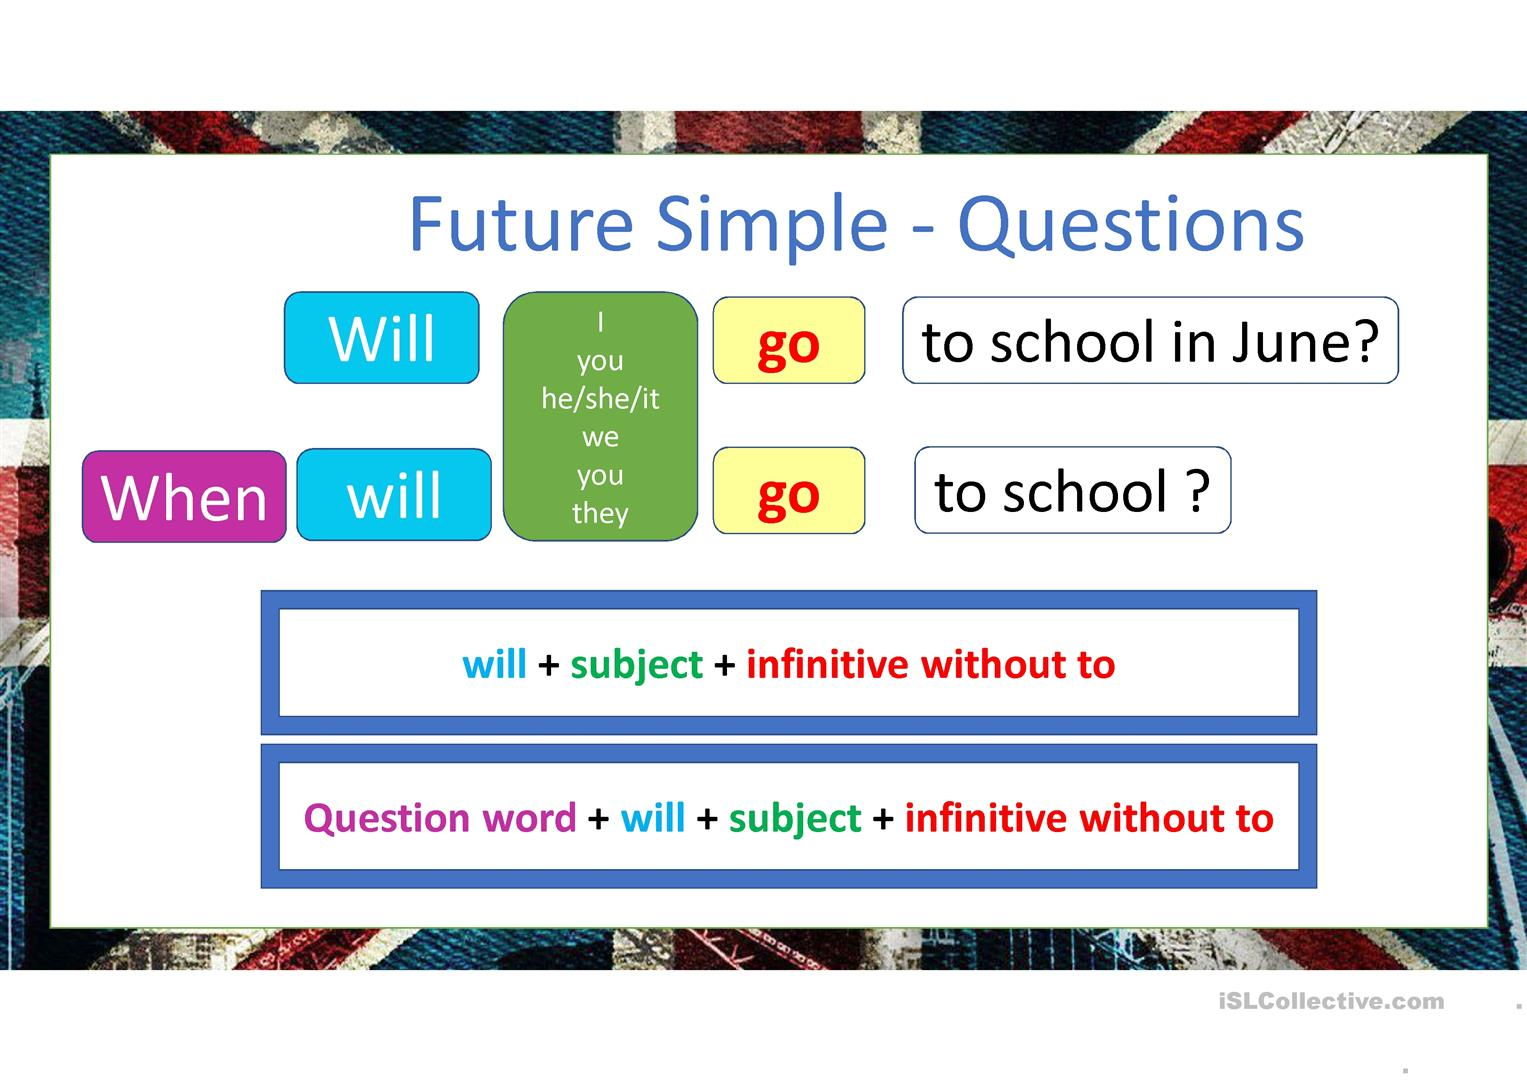 Future Simple - Questions
Will
I
you
he/she/it
we
you
they
go
to school in June?
When
will
go
to school ?
will + subject + infinitive without to
Question word + will + subject + infinitive without to
iSLCollective.com